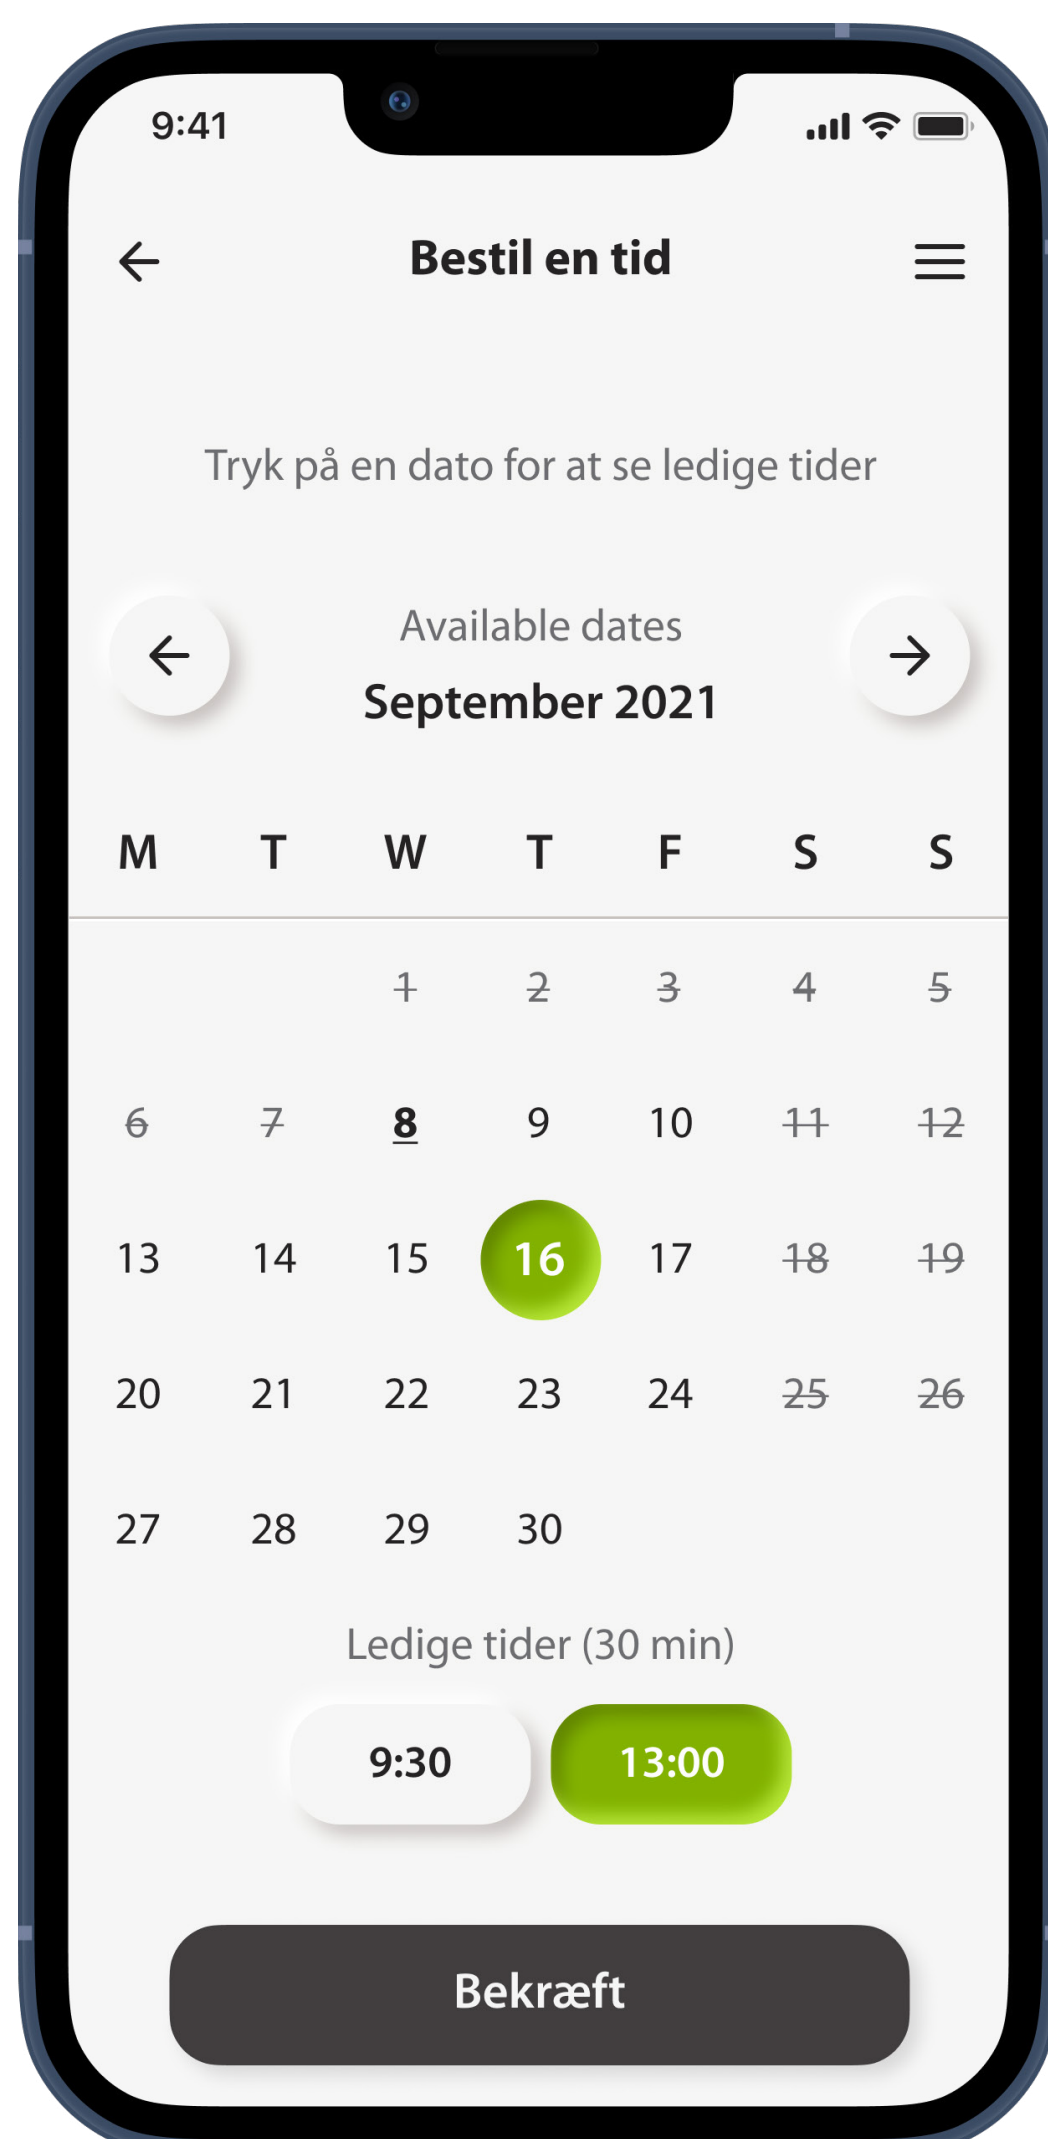 9:41
Bestil en tid
Tryk på en dato for at se ledige tider
Available dates
September 2021
M T W T F S S
1 2 3 4 5
6 7 8 9 10 11 12
13 14 15 16 17 18 19
20 21 22 23 24 25 26
27 28 29 30
Ledige tider (30 min)
9:30 13:00
Bekræft